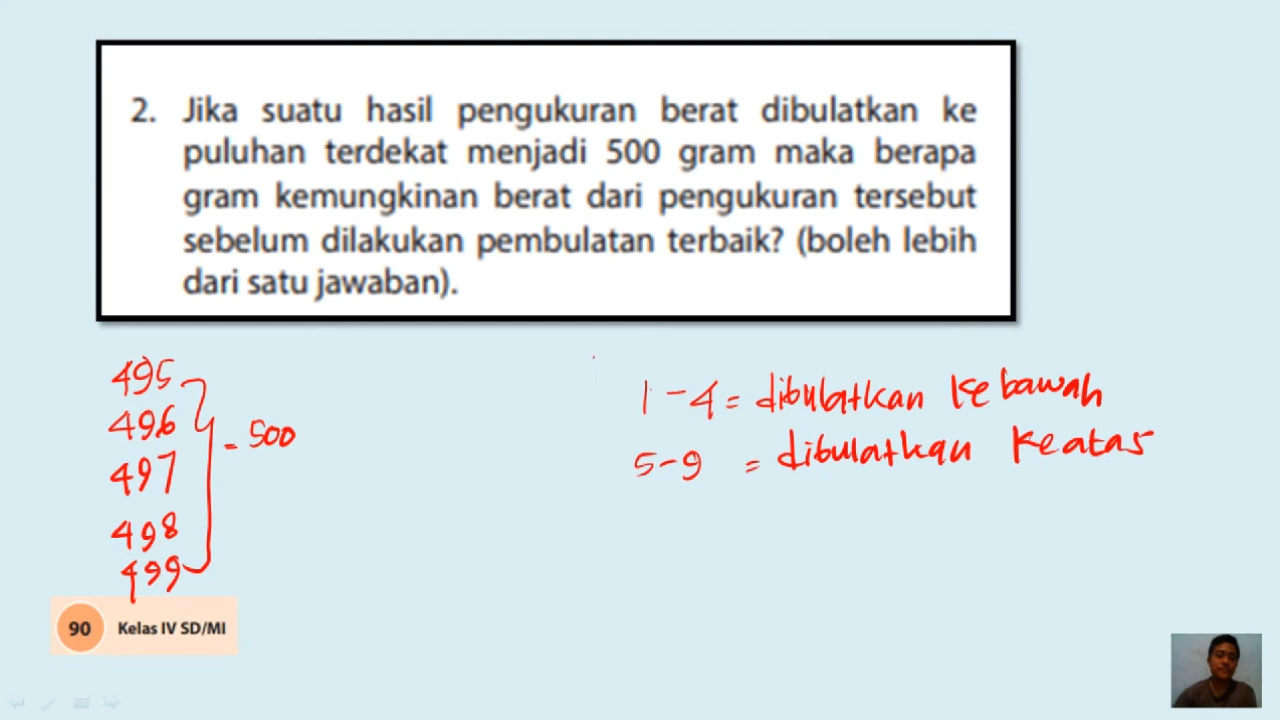 2. Jika suatu hasil pengukuran berat dibulatkan ke
puluhan terdekat menjadi 500 gram maka berapa
gram kemungkinan berat dari pengukuran tersebut
sebelum dilakukan pembulatan terbaik? (boleh lebih
dari satu jawaban).
495
496
497
498
499
= 500
1 - 4 = dibulatkan kebawah
5 - 9 = dibulatkan keatas
90 Kelas IV SD/MI